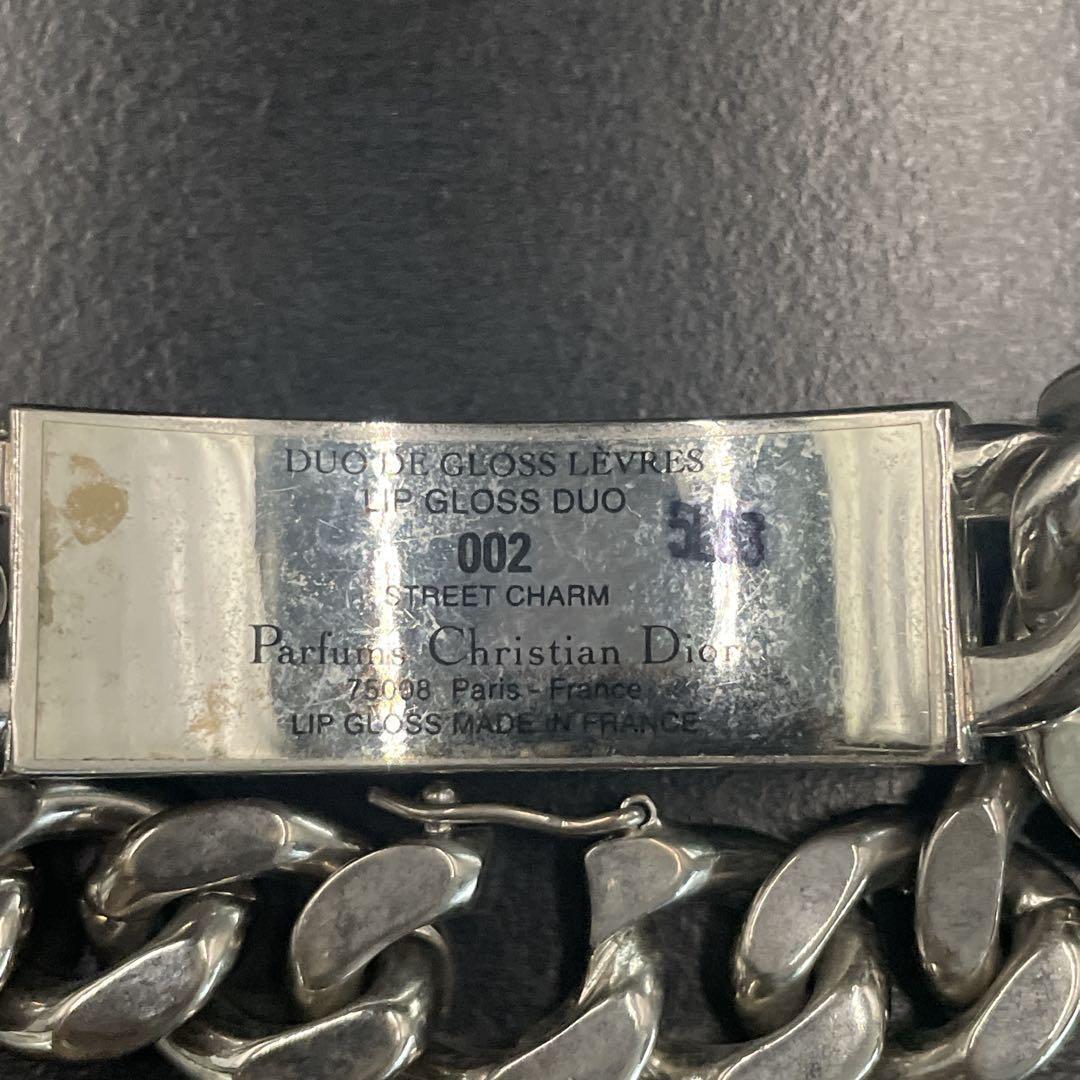 DUO DE GLOSS LÈVRES
LIP GLOSS DUO
002
STREET CHARM
Parfums Christian Dior
75008 Paris - France
LIP GLOSS MADE IN FRANCE